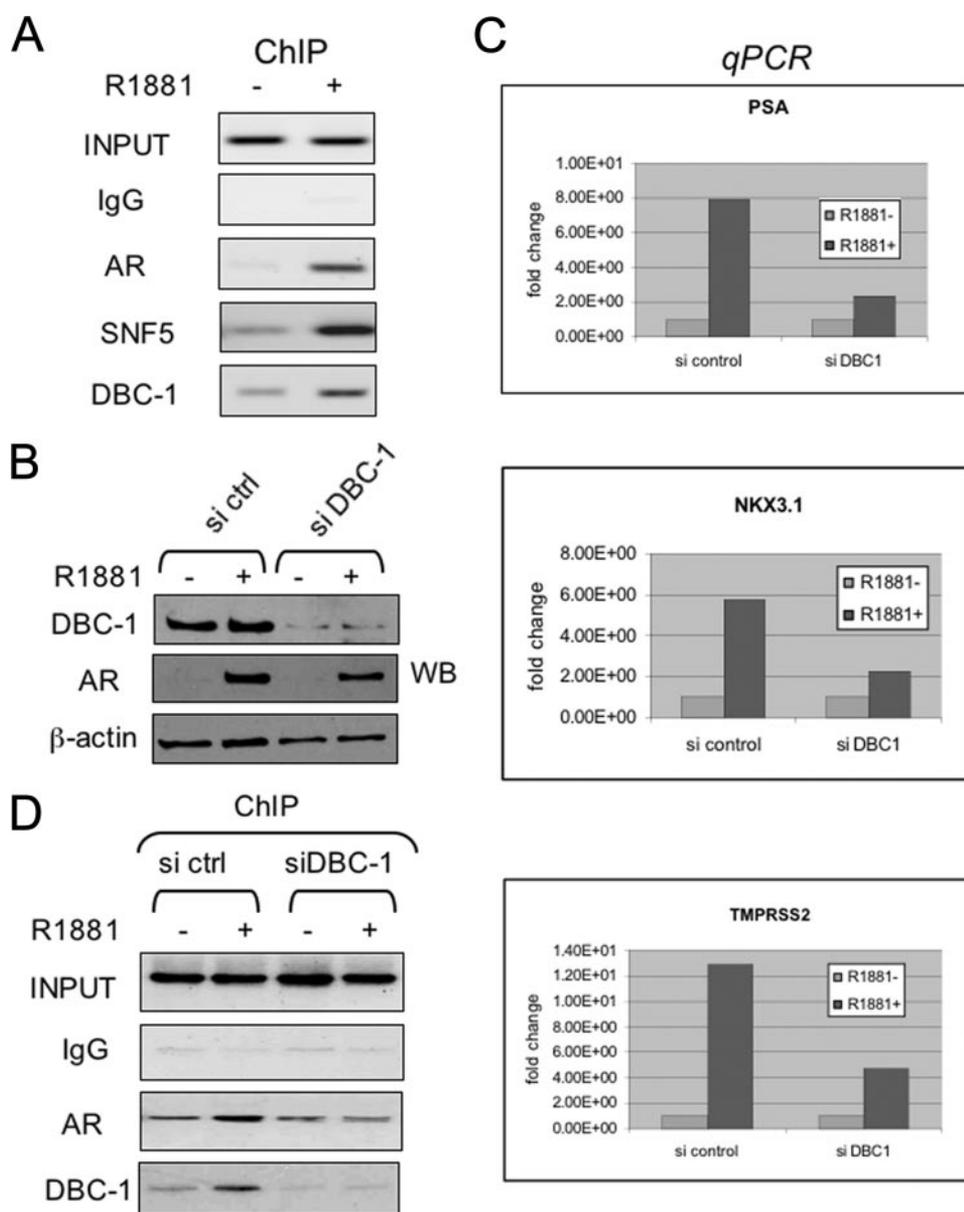 A
ChIP
R1881 - +
INPUT
IgG
AR
SNF5
DBC-1
B
si ctrl si DBC-1
R1881 - + - +
DBC-1
AR WB
β-actin
D
ChIP
si ctrl siDBC-1
R1881 - + - +
INPUT
IgG
AR
DBC-1
C
qPCR
PSA
fold change
1.00E+01
8.00E+00
6.00E+00
4.00E+00
2.00E+00
0.00E+00
R1881-
R1881+
si control si DBC1
NKX3.1
fold change
8.00E+00
6.00E+00
4.00E+00
2.00E+00
0.00E+00
R1881-
R1881+
si control si DBC1
TMPRSS2
fold change
1.40E+01
1.20E+01
1.00E+01
8.00E+00
6.00E+00
4.00E+00
2.00E+00
0.00E+00
R1881-
R1881+
si control si DBC1